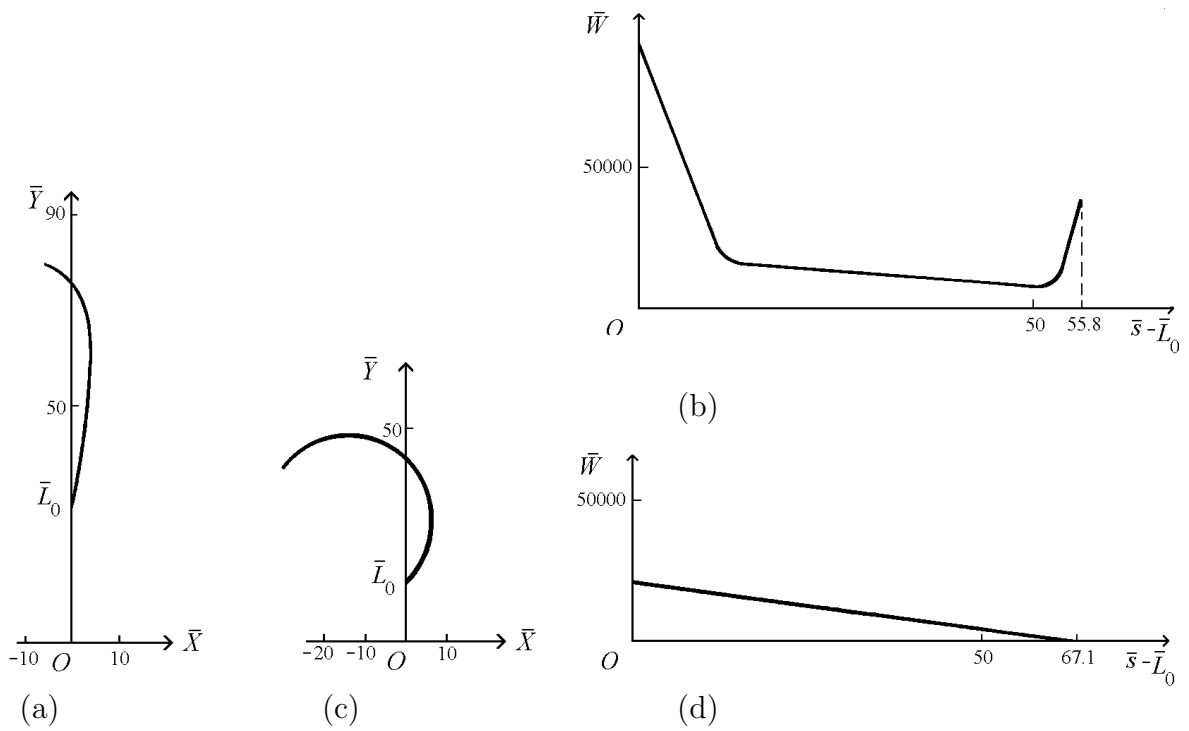 Ȳ
90
50
L̄₀
-10
O
10
X̄
(a)
Ȳ
50
L̄₀
-20
-10
O
10
X̄
(c)
W̄
50000
O
50
55.8
s̄ - L̄₀
(b)
W̄
50000
O
50
67.1
s̄ - L̄₀
(d)